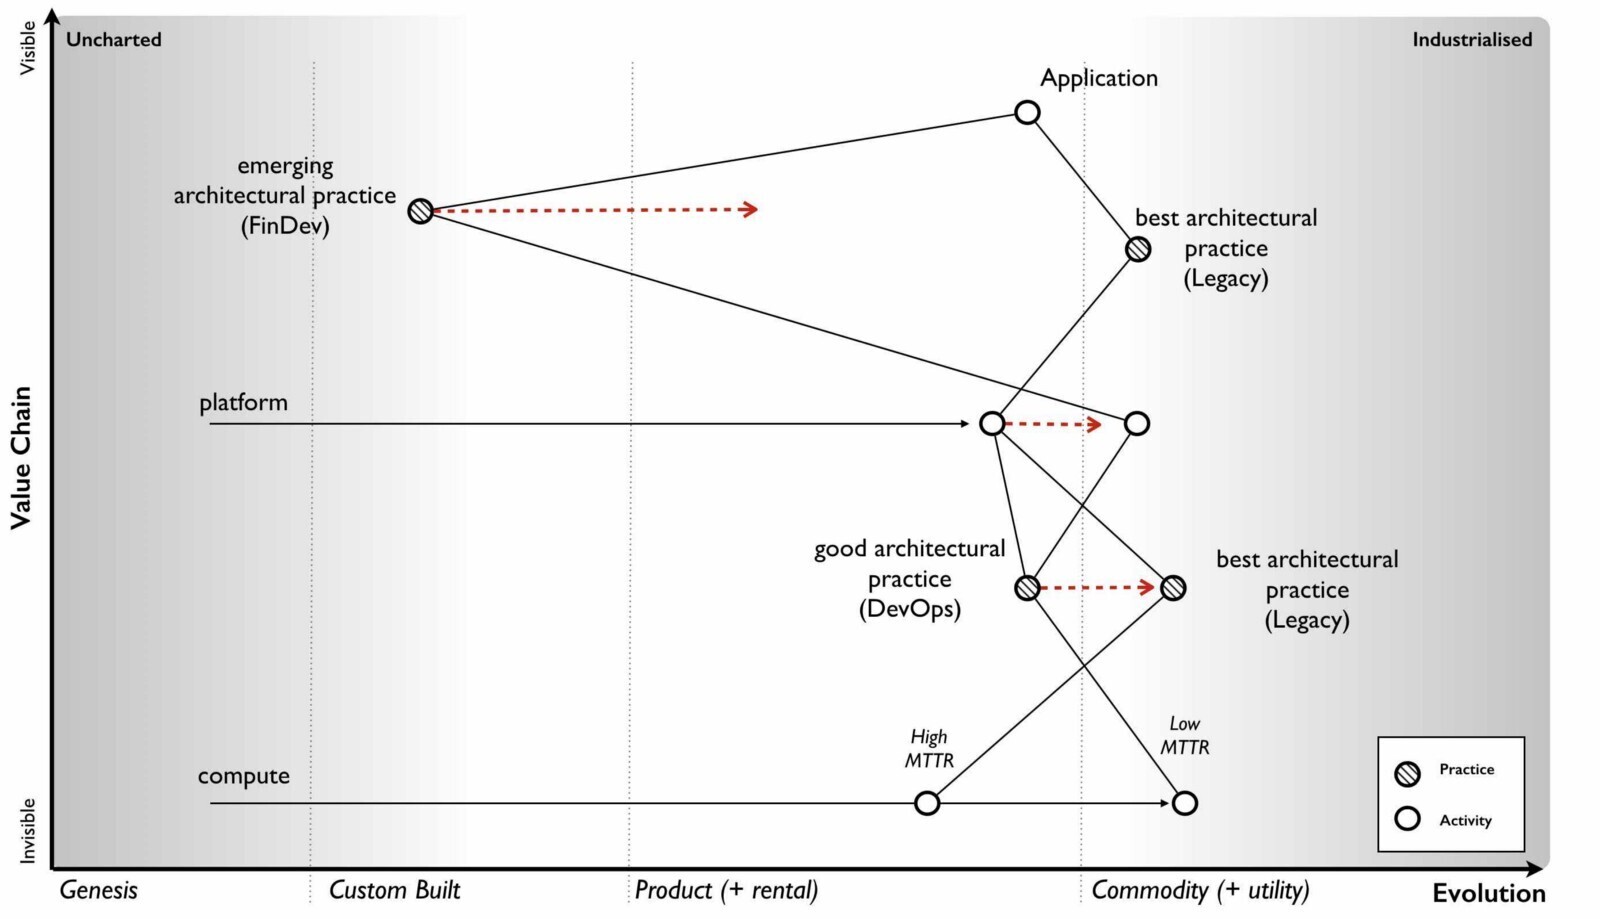 Visible
Uncharted
Industrialised
Application
emerging
architectural practice
(FinDev)
best architectural
practice
(Legacy)
platform
Value Chain
good architectural
practice
(DevOps)
best architectural
practice
(Legacy)
High
MTTR
Low
MTTR
compute
Practice
Activity
Invisible
Genesis
Custom Built
Product (+ rental)
Commodity (+ utility)
Evolution